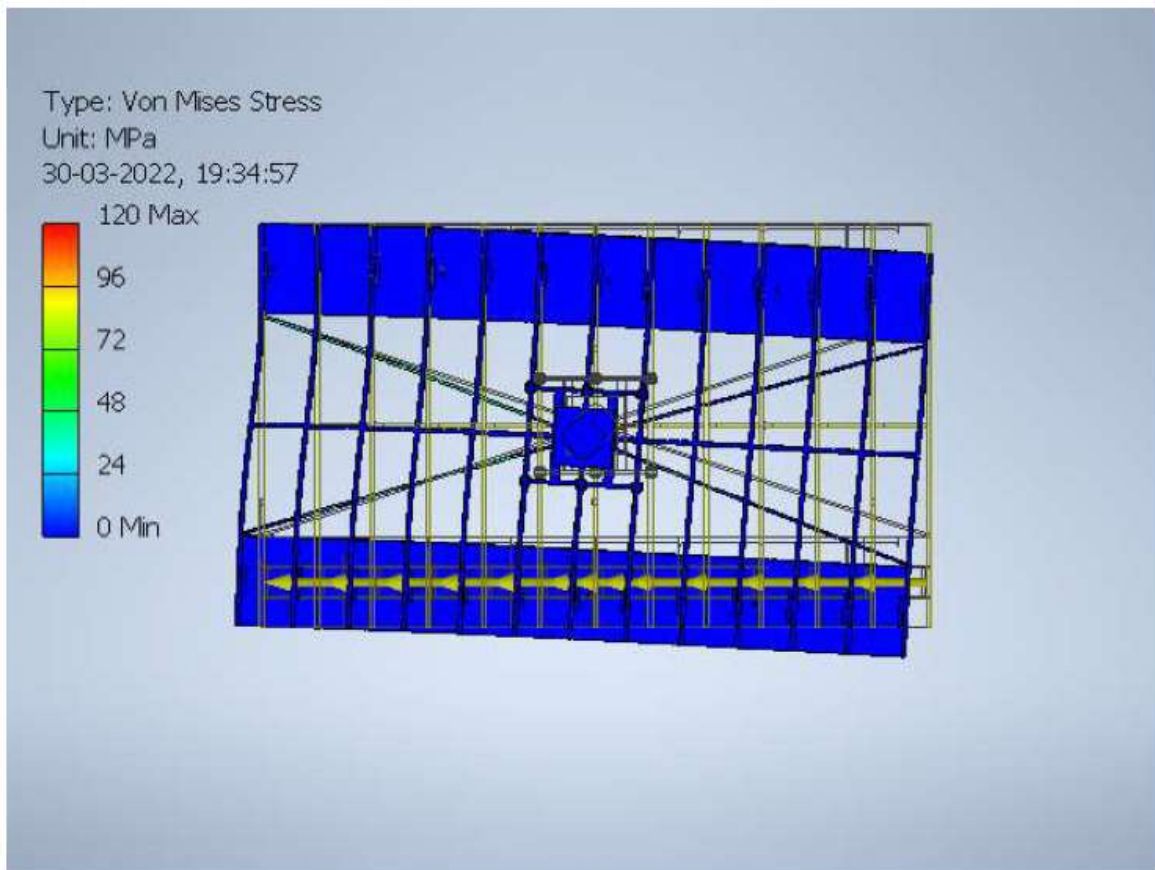 Type: Von Mises Stress
Unit: MPa
30-03-2022, 19:34:57
120 Max
96
72
48
24
0 Min